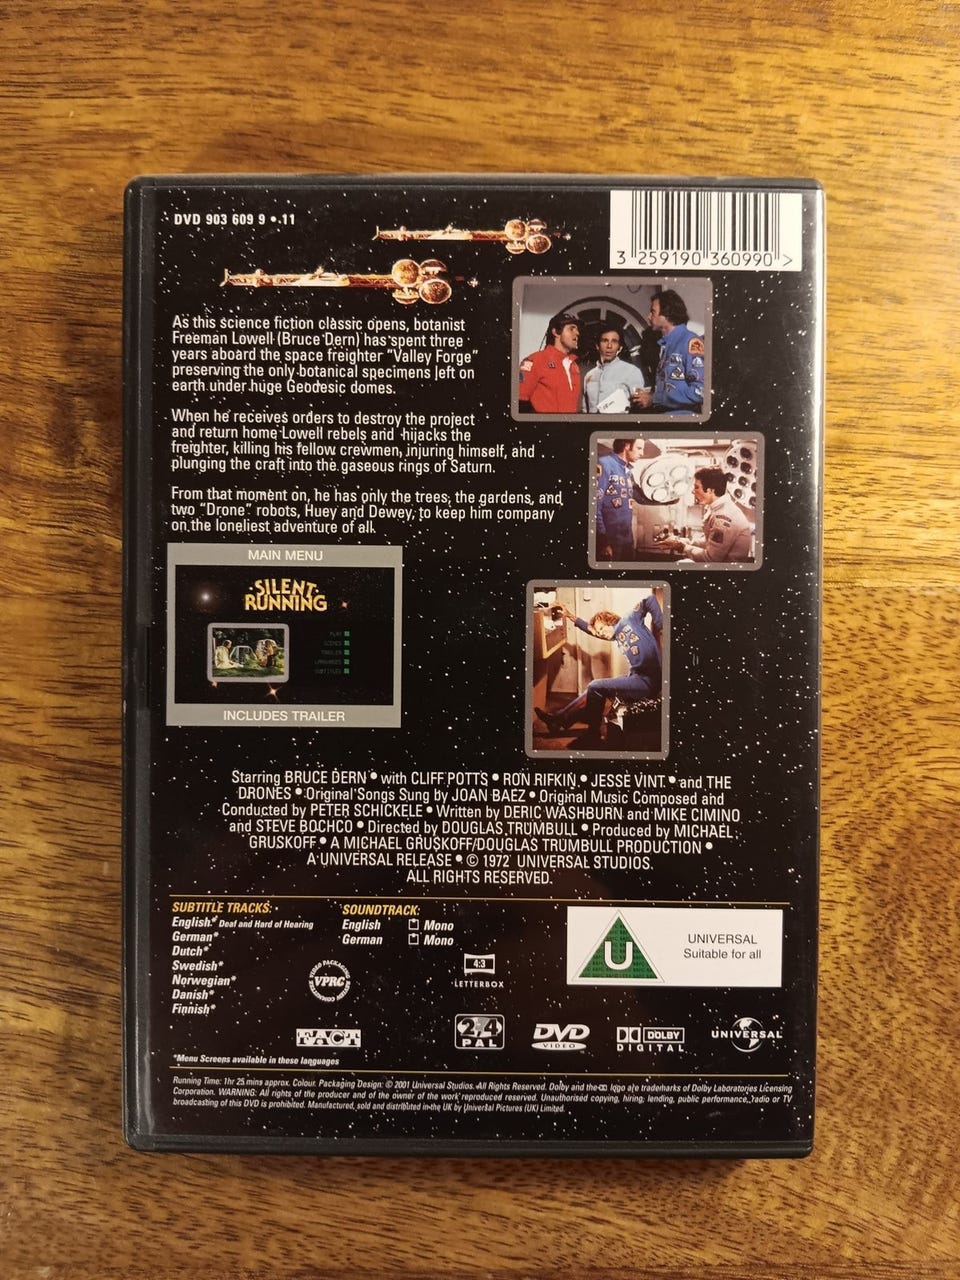 DVD 903 609 9 • .11
3 259190 360990 >
As this science fiction classic opens, botanist
Freeman Lowell (Bruce Dern) has spent three
years aboard the space freighter "Valley Forge"
preserving the only botanical specimens left on
earth under huge Geodesic domes.
When he receives orders to destroy the project
and return home Lowell rebels and hijacks the
freighter, killing his fellow crewmen, injuring himself, and
plunging the craft into the gaseous rings of Saturn.
From that moment on, he has only the trees, the gardens, and
two "Drone" robots, Huey and Dewey, to keep him company
on the loneliest adventure of all.
MAIN MENU
SILENT
RUNNING
PLAY
SCENES
TRAILER
LANGUAGES
SUBTITLES
INCLUDES TRAILER
Starring BRUCE DERN • with CLIFF POTTS • RON RIFKIN • JESSE VINT • and THE
DRONES • Original Songs Sung by JOAN BAEZ • Original Music Composed and
Conducted by PETER SCHICKELE • Written by DERIC WASHBURN and MIKE CIMINO
and STEVE BOCHCO • Directed by DOUGLAS TRUMBULL • Produced by MICHAEL
GRUSKOFF • A MICHAEL GRUSKOFF/DOUGLAS TRUMBULL PRODUCTION •
A UNIVERSAL RELEASE • © 1972 UNIVERSAL STUDIOS.
ALL RIGHTS RESERVED.
SUBTITLE TRACKS:
English* Deaf and Hard of Hearing
German*
Dutch*
Swedish*
Norwegian*
Danish*
Finnish*
SOUNDTRACK:
English Mono
German Mono
VIDEO PACKAGING REVIEW COMMITTEE
VPRC
4:3
LETTERBOX
U
UNIVERSAL
Suitable for all
FACT
2,4
PAL
DVD
VIDEO
DOLBY
DIGITAL
UNIVERSAL
*Menu Screens available in these languages
Running Time: 1hr 25 mins approx. Colour. Packaging Design: © 2001 Universal Studios. All Rights Reserved. Dolby and the logo are trademarks of Dolby Laboratories Licensing
Corporation. WARNING: All rights of the producer and of the owner of the work reproduced reserved. Unauthorised copying, hiring, lending, public performance, radio or TV
broadcasting of this DVD is prohibited. Manufactured, sold and distributed in the UK by Universal Pictures (UK) Limited.